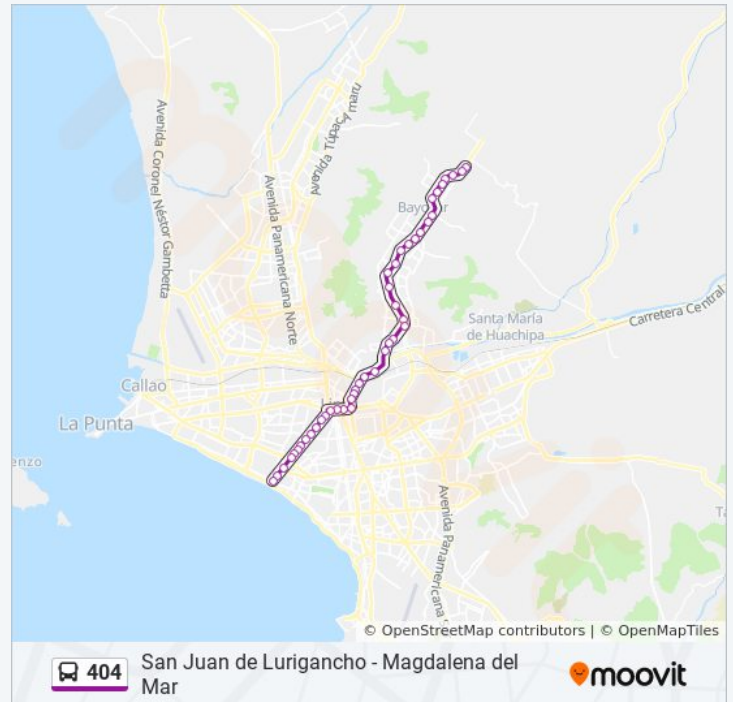 Avenida Túpac Amaru
Avenida Coronel Néstor Gambetta
Avenida Panamericana Norte
Santa María
de Huachipa
Carretera Central
Callao
La Punta
enzo
Avenida Panamericana S
© OpenStreetMap contributors | © OpenMapTiles
404
San Juan de Lurigancho - Magdalena del
Mar
moovit